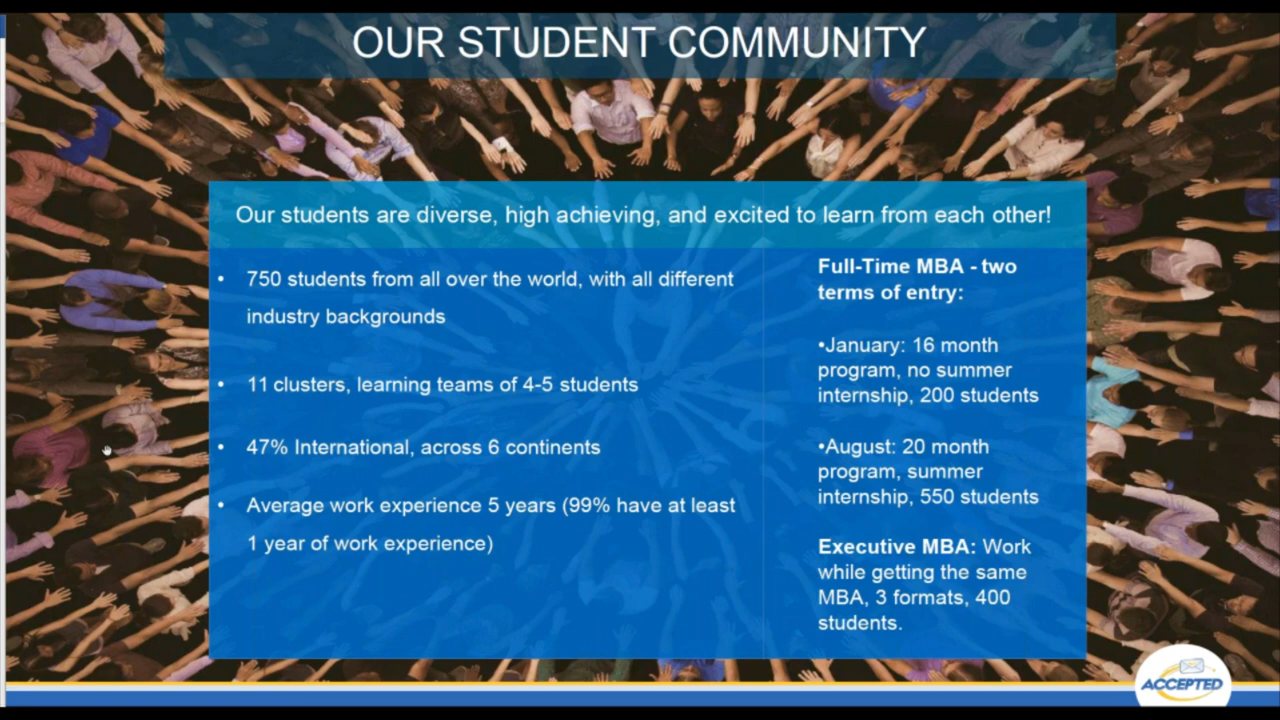 OUR STUDENT COMMUNITY
Our students are diverse, high achieving, and excited to learn from each other!
• 750 students from all over the world, with all different
industry backgrounds
• 11 clusters, learning teams of 4-5 students
• 47% International, across 6 continents
• Average work experience 5 years (99% have at least
1 year of work experience)
Full-Time MBA - two
terms of entry:
•January: 16 month
program, no summer
internship, 200 students
•August: 20 month
program, summer
internship, 550 students
Executive MBA: Work
while getting the same
MBA, 3 formats, 400
students.
ACCEPTED